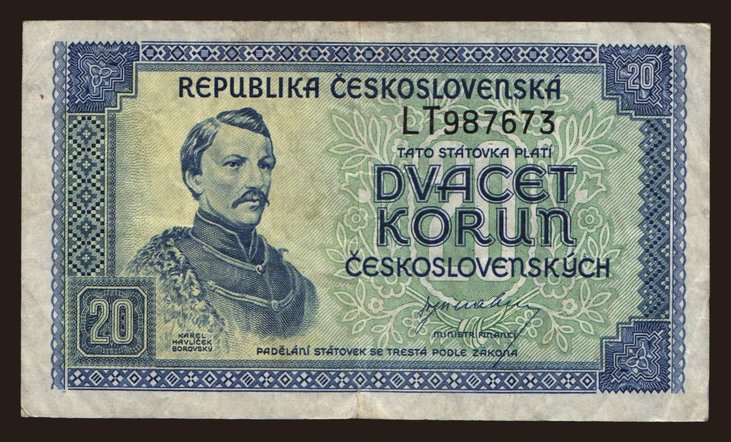 20
REPUBLIKA ČESKOSLOVENSKÁ
LT987673
TATO STÁTOVKA PLATÍ
DVACET
KORUN
ČESKOSLOVENSKÝCH
20
KAREL
HAVLÍČEK
BOROVSKÝ
MINISTR FINANCÍ
PADĚLÁNÍ STÁTOVEK SE TRESTÁ PODLE ZÁKONA